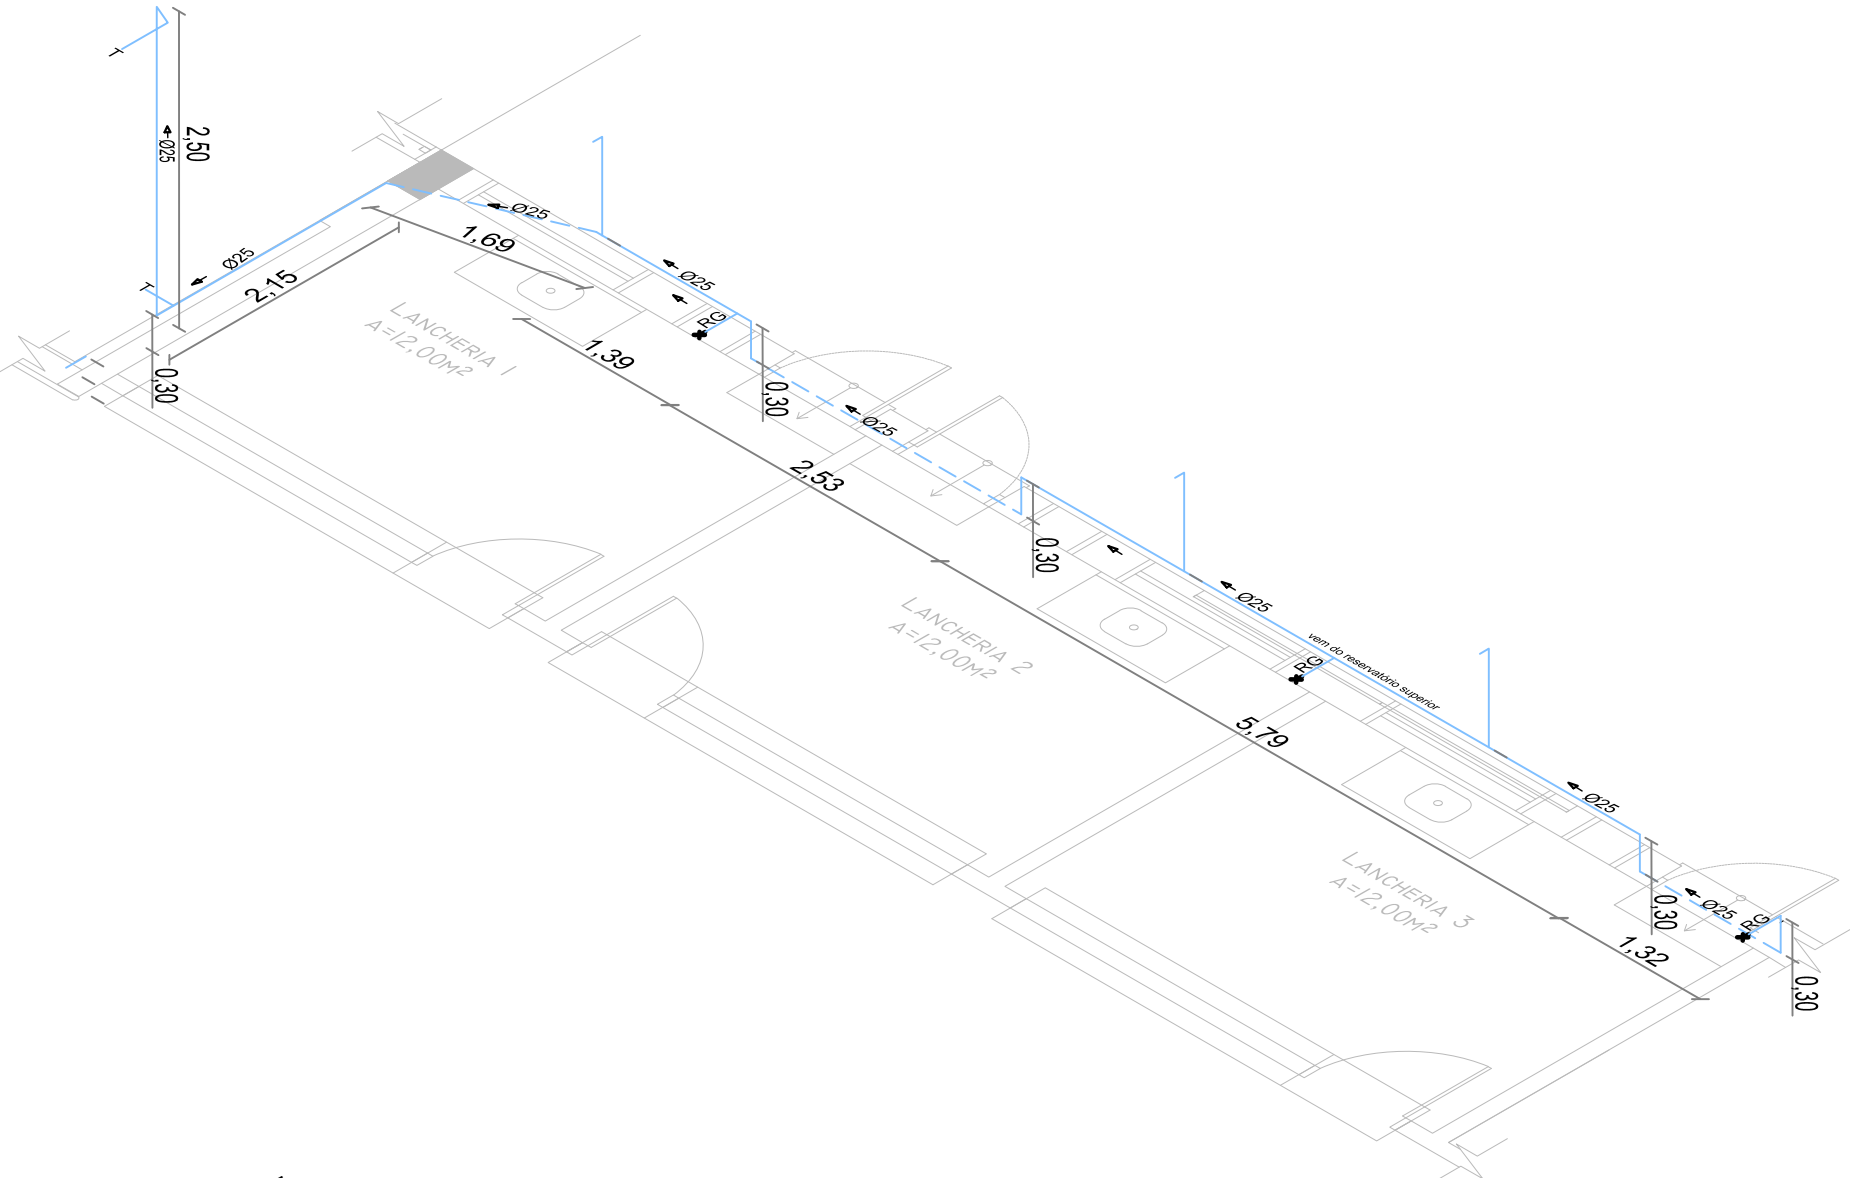 T
2,50
Ø25
Ø25
1,69
Ø25
2,15
T
Ø25
RG
LANCHERIA 1
A=12,00M2
1,39
0,30
0,30
Ø25
2,53
0,30
Ø25
LANCHERIA 2
A=12,00M2
vem do reservatório superior
RG
5,79
Ø25
LANCHERIA 3
A=12,00M2
0,30
Ø25
RG
1,32
0,30